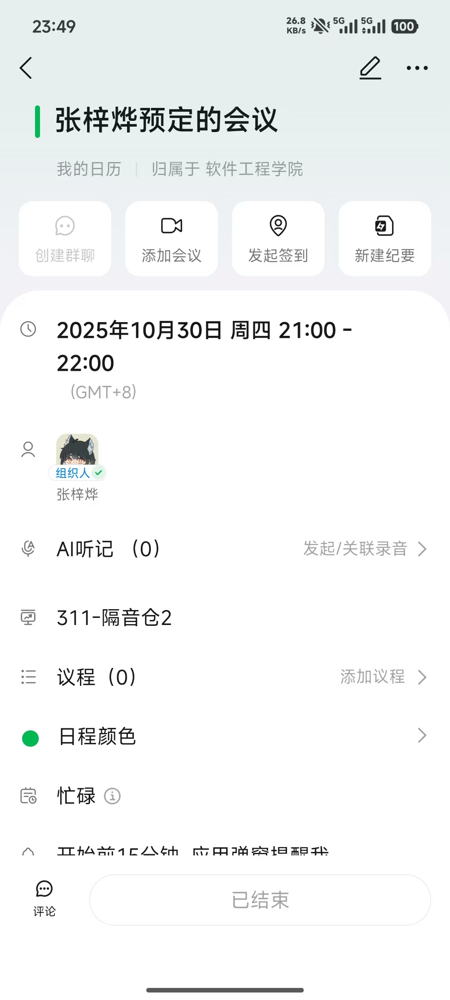 23:49
26.8 KB/s 5G 5G 100
张梓烨预定的会议
我的日历 | 归属于 软件工程学院
创建群聊 添加会议 发起签到 新建纪要
2025年10月30日 周四 21:00 -
22:00
(GMT+8)
组织人
张梓烨
AI听记 (0) 发起/关联录音
311-隔音仓2
议程 (0) 添加议程
日程颜色
忙碌
开始前15分钟 应用弹窗提醒我
评论 已结束